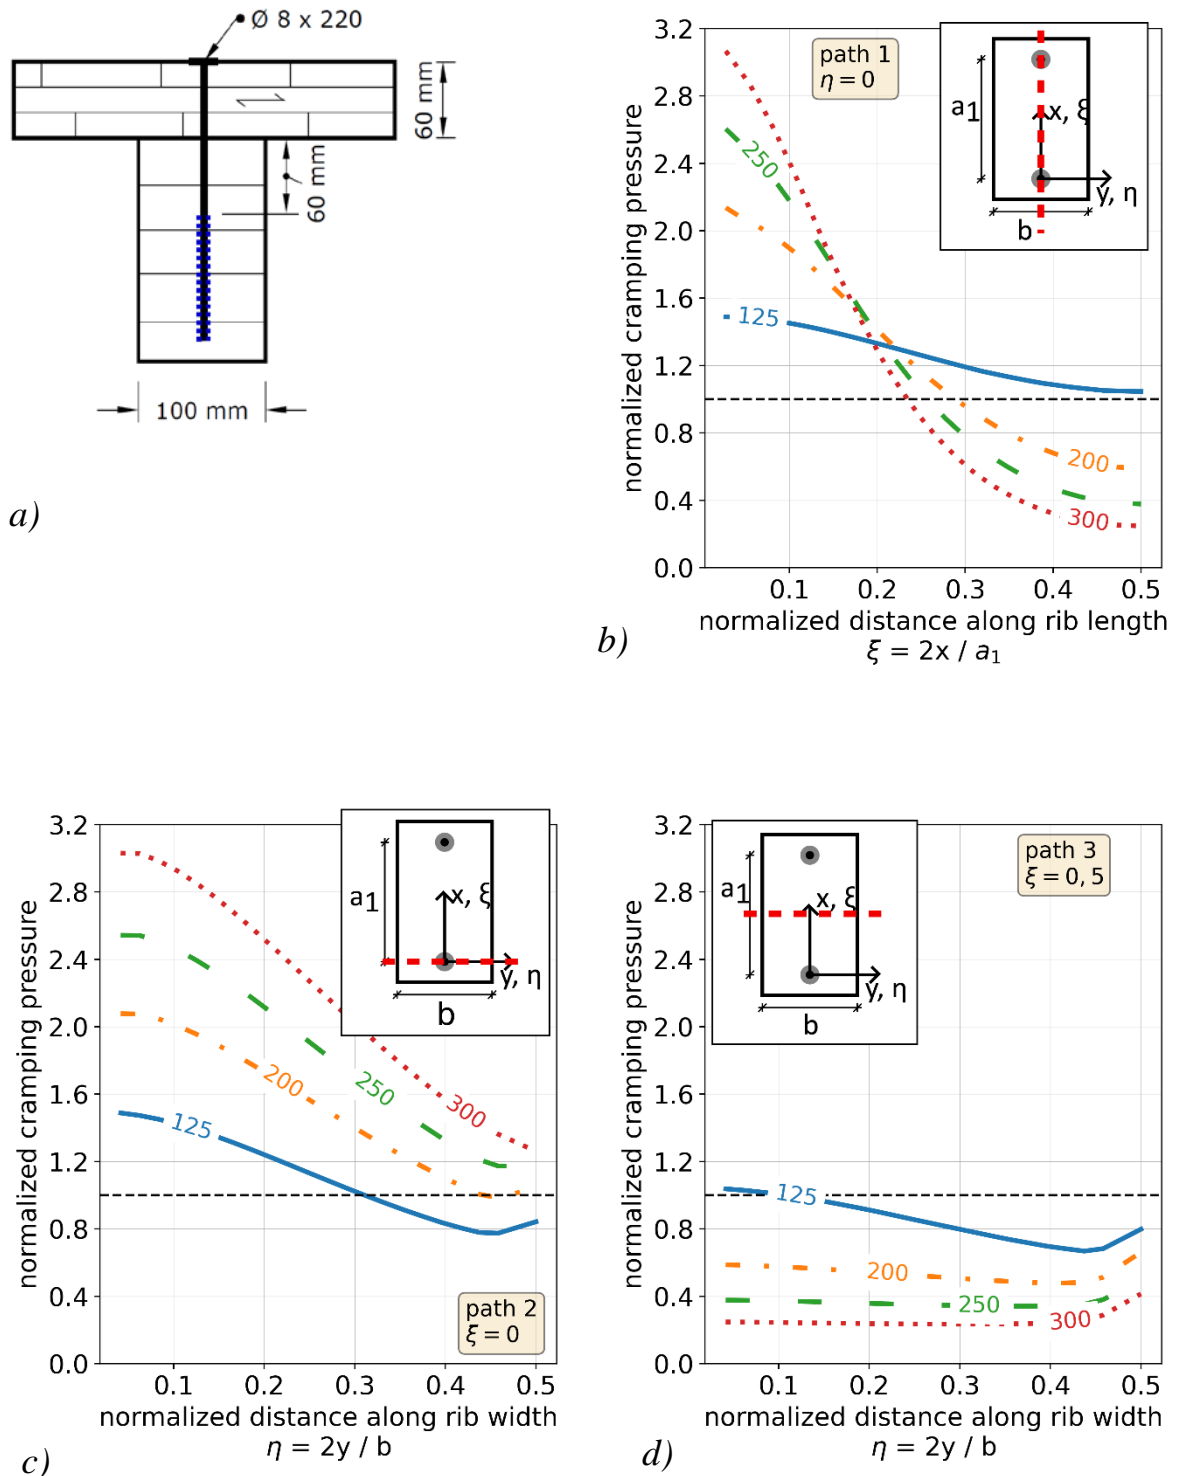 Ø 8 x 220
60 mm
60 mm
100 mm
a)
normalized cramping pressure
3.2
2.8
2.4
2.0
1.6
1.2
0.8
0.4
0.0
path 1
η = 0
250
125
200
300
a1
x, ξ
y, η
b
0.1 0.2 0.3 0.4 0.5
normalized distance along rib length
ξ = 2x / a₁
b)
normalized cramping pressure
3.2
2.8
2.4
2.0
1.6
1.2
0.8
0.4
0.0
a1
x, ξ
y, η
b
200
250
300
125
path 2
ξ = 0
0.1 0.2 0.3 0.4 0.5
normalized distance along rib width
η = 2y / b
c)
normalized cramping pressure
3.2
2.8
2.4
2.0
1.6
1.2
0.8
0.4
0.0
a1
x, ξ
y, η
b
path 3
ξ = 0, 5
125
200
250
300
0.1 0.2 0.3 0.4 0.5
normalized distance along rib width
η = 2y / b
d)